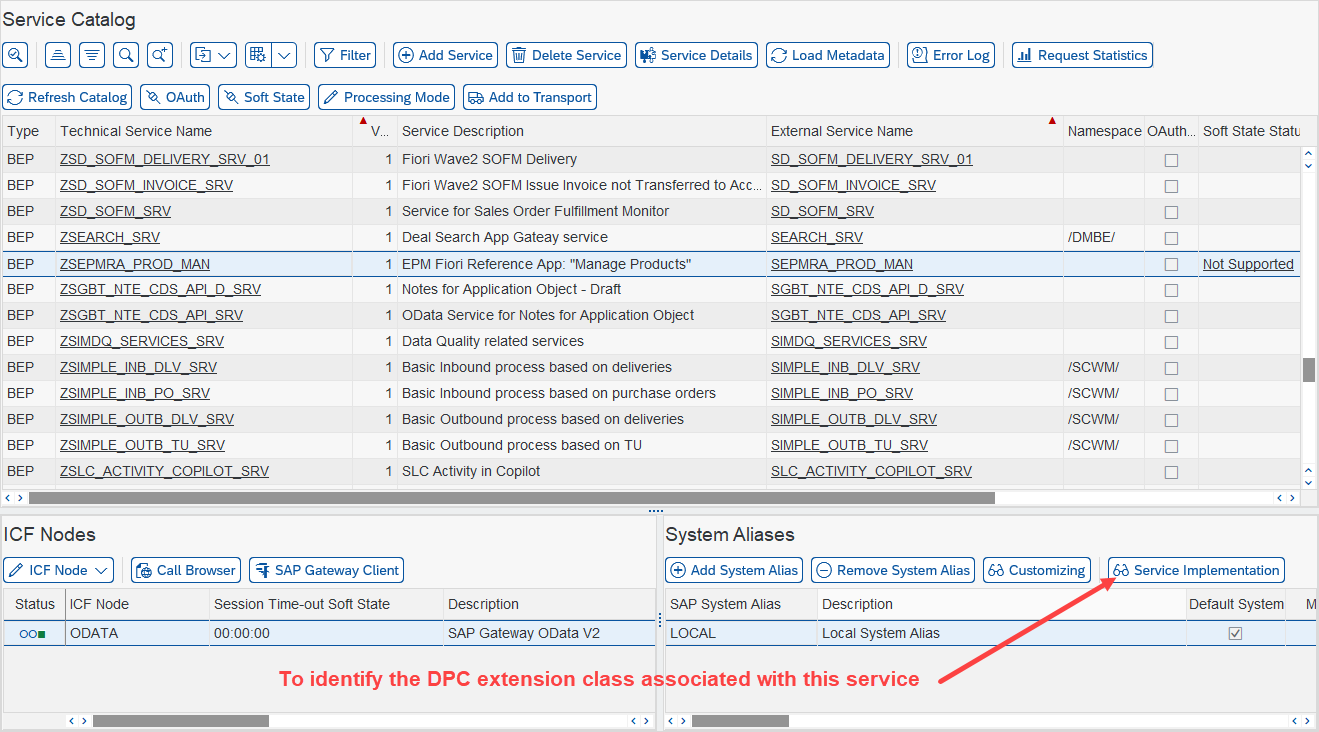 Service Catalog
Filter Add Service Delete Service Service Details Load Metadata Error Log Request Statistics
Refresh Catalog OAuth Soft State Processing Mode Add to Transport
Type Technical Service Name V... Service Description External Service Name Namespace OAuth... Soft State Statu
BEP ZSD_SOFM_DELIVERY_SRV_01 1 Fiori Wave2 SOFM Delivery SD_SOFM_DELIVERY_SRV_01
BEP ZSD_SOFM_INVOICE_SRV 1 Fiori Wave2 SOFM Issue Invoice not Transferred to Acc... SD_SOFM_INVOICE_SRV
BEP ZSD_SOFM_SRV 1 Service for Sales Order Fulfillment Monitor SD_SOFM_SRV
BEP ZSEARCH_SRV 1 Deal Search App Gateay service SEARCH_SRV /DMBE/
BEP ZSEPMRA_PROD_MAN 1 EPM Fiori Reference App: "Manage Products" SEPMRA_PROD_MAN Not Supported
BEP ZSGBT_NTE_CDS_API_D_SRV 1 Notes for Application Object - Draft SGBT_NTE_CDS_API_D_SRV
BEP ZSGBT_NTE_CDS_API_SRV 1 OData Service for Notes for Application Object SGBT_NTE_CDS_API_SRV
BEP ZSIMDQ_SERVICES_SRV 1 Data Quality related services SIMDQ_SERVICES_SRV
BEP ZSIMPLE_INB_DLV_SRV 1 Basic Inbound process based on deliveries SIMPLE_INB_DLV_SRV /SCWM/
BEP ZSIMPLE_INB_PO_SRV 1 Basic Inbound process based on purchase orders SIMPLE_INB_PO_SRV /SCWM/
BEP ZSIMPLE_OUTB_DLV_SRV 1 Basic Outbound process based on deliveries SIMPLE_OUTB_DLV_SRV /SCWM/
BEP ZSIMPLE_OUTB_TU_SRV 1 Basic Outbound process based on TU SIMPLE_OUTB_TU_SRV /SCWM/
BEP ZSLC_ACTIVITY_COPILOT_SRV 1 SLC Activity in Copilot SLC_ACTIVITY_COPILOT_SRV
ICF Nodes
ICF Node Call Browser SAP Gateway Client
Status ICF Node Session Time-out Soft State Description
ODATA 00:00:00 SAP Gateway OData V2
System Aliases
Add System Alias Remove System Alias Customizing Service Implementation
SAP System Alias Description Default System M
LOCAL Local System Alias
To identify the DPC extension class associated with this service